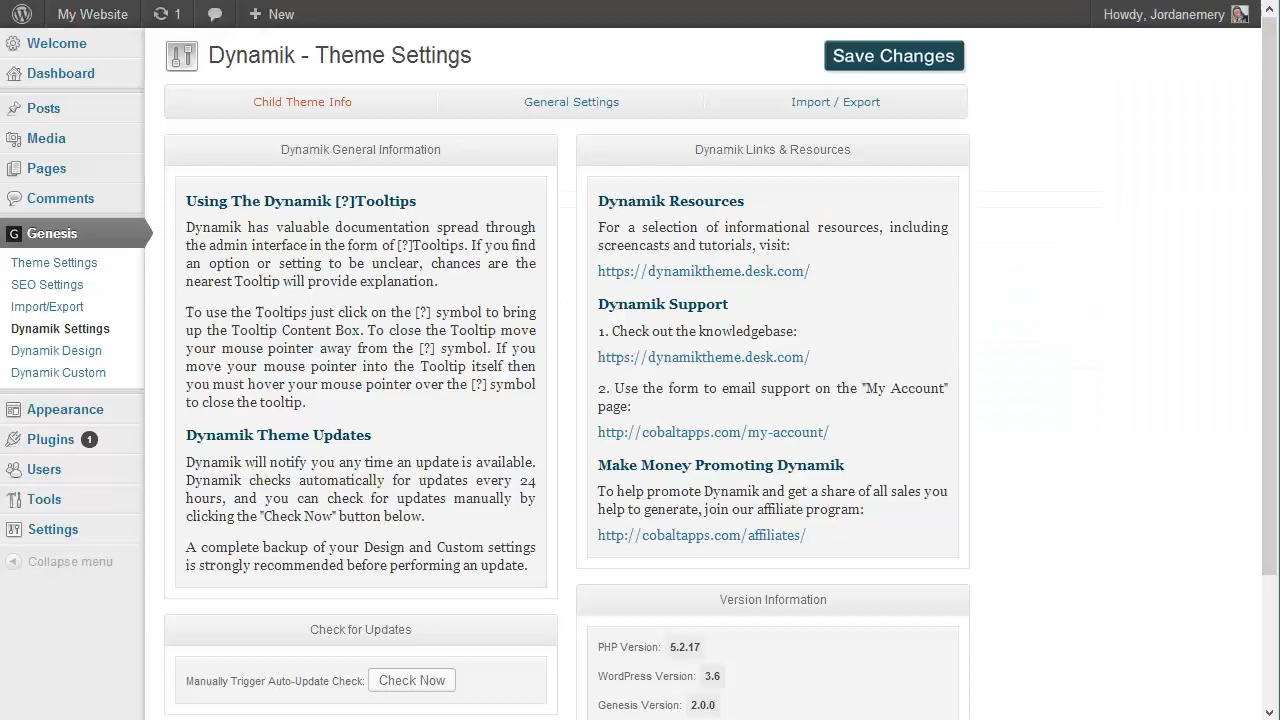 My Website
1
New
Howdy, Jordanemery
Welcome
Dashboard
Posts
Media
Pages
Comments
Genesis
Theme Settings
SEO Settings
Import/Export
Dynamik Settings
Dynamik Design
Dynamik Custom
Appearance
Plugins 1
Users
Tools
Settings
Collapse menu
Dynamik - Theme Settings
Save Changes
Child Theme Info
General Settings
Import / Export
Dynamik General Information
Using The Dynamik [?]Tooltips
Dynamik has valuable documentation spread through
the admin interface in the form of [?]Tooltips. If you find
an option or setting to be unclear, chances are the
nearest Tooltip will provide explanation.
To use the Tooltips just click on the [?] symbol to bring
up the Tooltip Content Box. To close the Tooltip move
your mouse pointer away from the [?] symbol. If you
move your mouse pointer into the Tooltip itself then
you must hover your mouse pointer over the [?] symbol
to close the tooltip.
Dynamik Theme Updates
Dynamik will notify you any time an update is available.
Dynamik checks automatically for updates every 24
hours, and you can check for updates manually by
clicking the "Check Now" button below.
A complete backup of your Design and Custom settings
is strongly recommended before performing an update.
Check for Updates
Manually Trigger Auto-Update Check: Check Now
Dynamik Links & Resources
Dynamik Resources
For a selection of informational resources, including
screencasts and tutorials, visit:
https://dynamiktheme.desk.com/
Dynamik Support
1. Check out the knowledgebase:
https://dynamiktheme.desk.com/
2. Use the form to email support on the "My Account"
page:
http://cobaltapps.com/my-account/
Make Money Promoting Dynamik
To help promote Dynamik and get a share of all sales you
help to generate, join our affiliate program:
http://cobaltapps.com/affiliates/
Version Information
PHP Version: 5.2.17
WordPress Version: 3.6
Genesis Version: 2.0.0